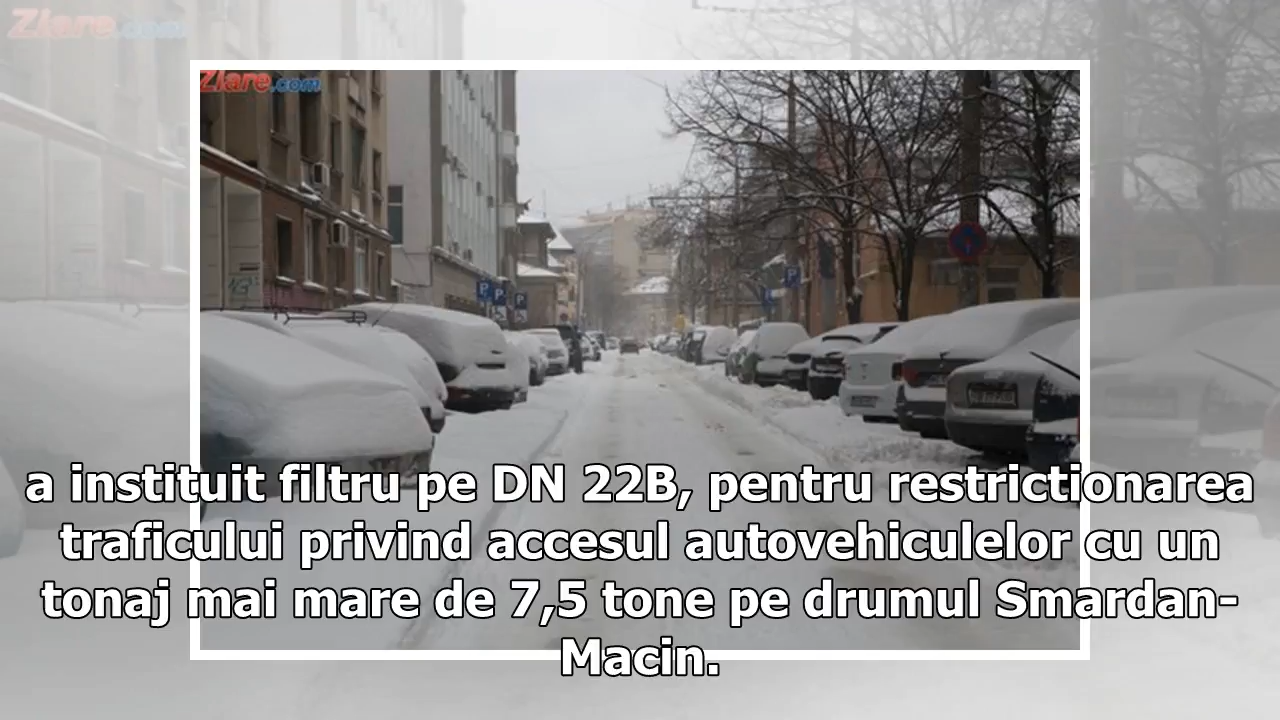 Ziare.com
Ziare.com
P P P
P
a instituit filtru pe DN 22B, pentru restrictionarea
traficului privind accesul autovehiculelor cu un
tonaj mai mare de 7,5 tone pe drumul Smardan-
Macin.